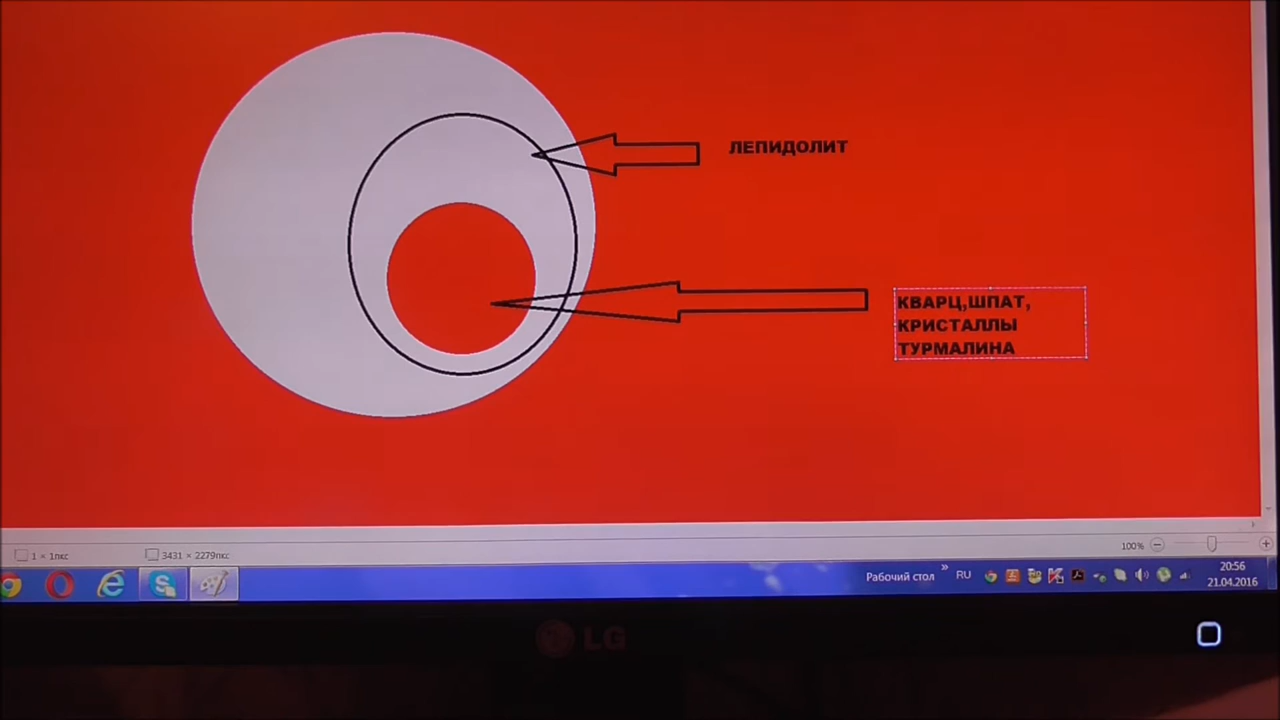 ЛЕПИДОЛИТ
КВАРЦ,ШПАТ,
КРИСТАЛЛЫ
ТУРМАЛИНА
1 × 1пкс
3431 × 2279пкс
100%
Рабочий стол
»
RU
20:56
21.04.2016
LG